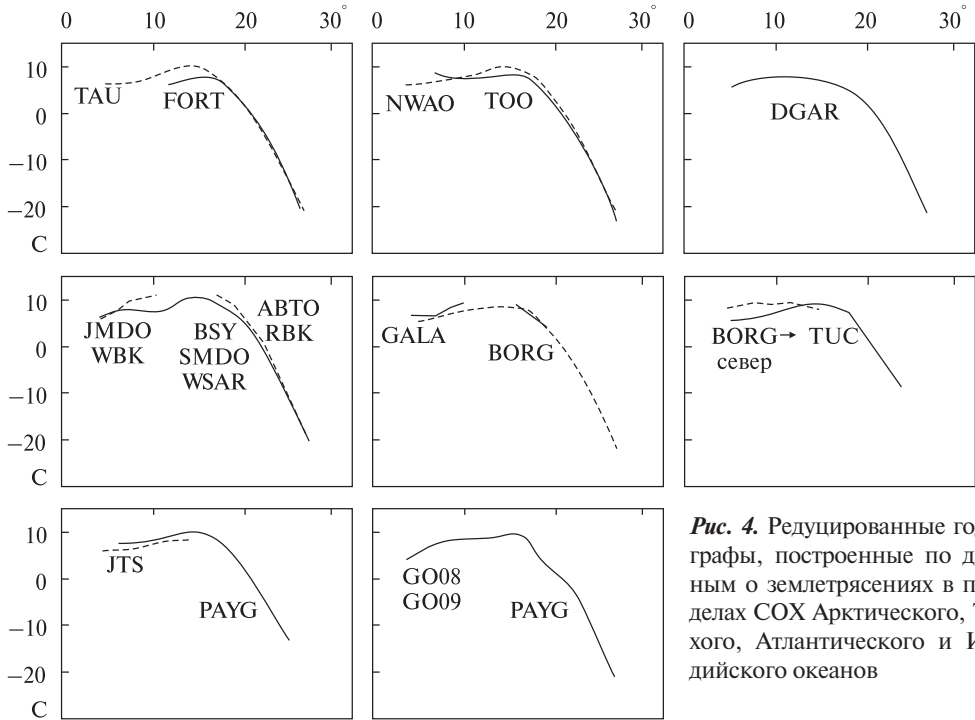 0 10 20 30° 0 10 20 30° 0 10 20 30°
10
TAU FORT NWAO TOO DGAR
0
–10
–20
С
10
JMDO BSY ABTO GALA BORG BORG → TUC
WBK SMDO RBK север
WSAR
0
–10
–20
С
10
JTS PAYG GO08 PAYG
GO09
0
–10
–20
С
Рис. 4. Редуцированные го
графы, построенные по д
ным о землетрясениях в п
делах СОХ Арктического,
хого, Атлантического и И
дийского океанов